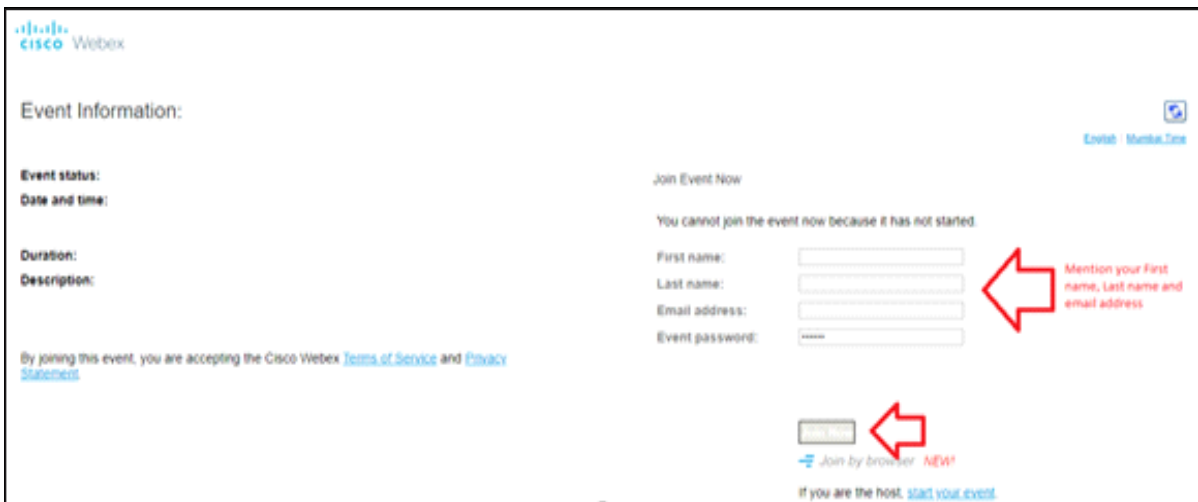 CISCO Webex
Event Information:
English | Mumbai Time
Event status:
Date and time:
Duration:
Description:
By joining this event, you are accepting the Cisco Webex Terms of Service and Privacy
Statement.
Join Event Now
You cannot join the event now because it has not started.
First name:
Last name:
Email address:
Event password:
Mention your First
name, Last name and
email address
Join Now
Join by browser NEW!
If you are the host, start your event.